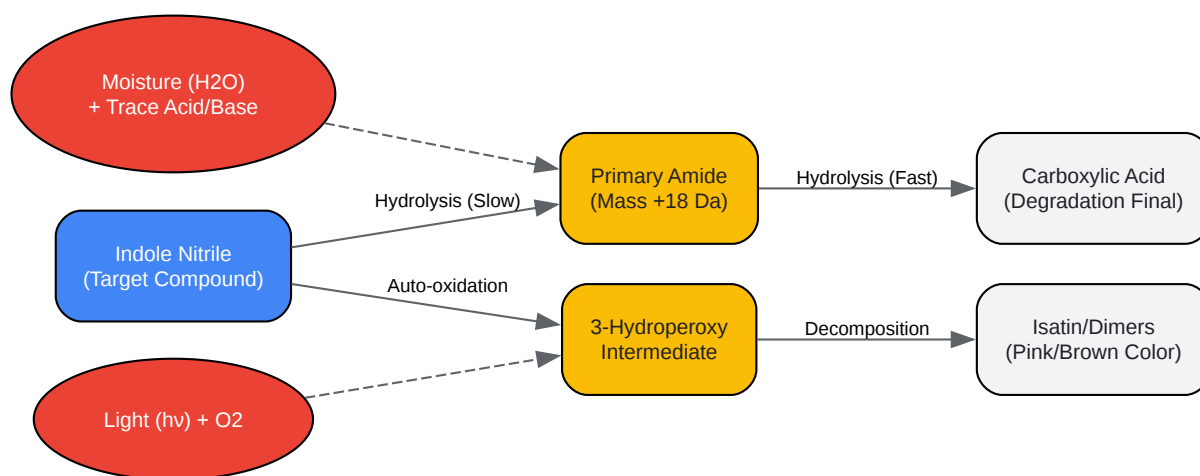 Moisture (H2O)
+ Trace Acid/Base
Primary Amide
(Mass +18 Da)
Hydrolysis (Fast)
Carboxylic Acid
(Degradation Final)
Hydrolysis (Slow)
Indole Nitrile
(Target Compound)
Auto-oxidation
3-Hydroperoxy
Intermediate
Decomposition
Isatin/Dimers
(Pink/Brown Color)
Light (hν) + O2